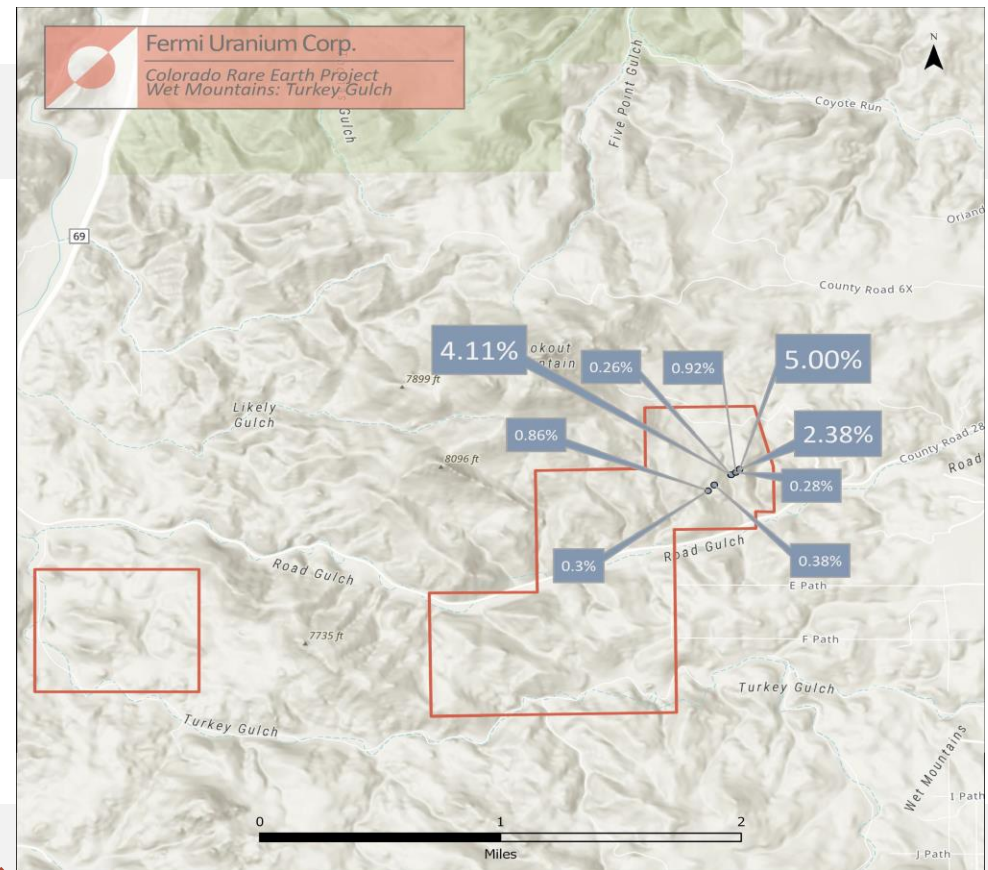 Fermi Uranium Corp.
Colorado Rare Earth Project
Wet Mountains: Turkey Gulch
Gulch
Five Point Gulch
N
Coyote Run
69
County Road 6X
4.11%
okout
ntain
0.26%
0.92%
5.00%
7899 ft
Likely
Gulch
0.86%
2.38%
County Road 28
8096 ft
Road
0.28%
Road Gulch
0.3%
0.38%
Road Gulch
E Path
7735 ft
F Path
Turkey Gulch
Turkey Gulch
Wet Mountains
I Path
J Path
0
1
2
Miles